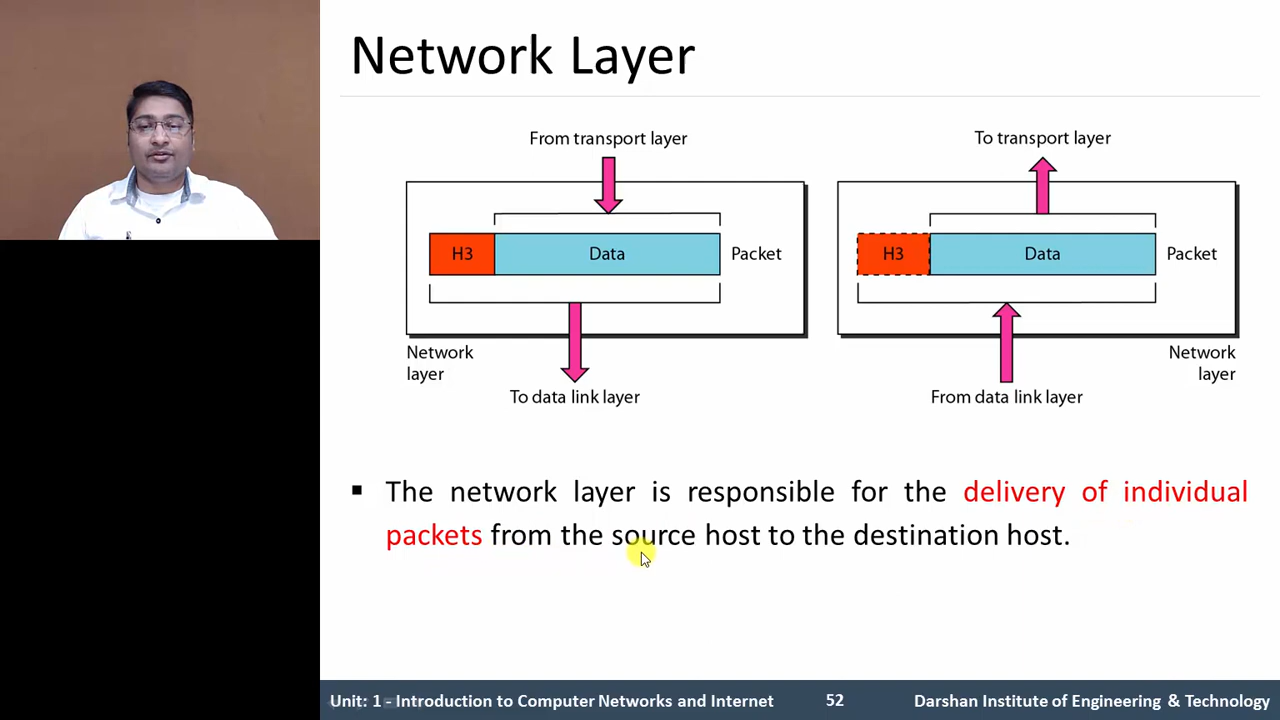 Network Layer
From transport layer
To transport layer
H3
Data
Packet
H3
Data
Packet
Network
layer
Network
layer
To data link layer
From data link layer
▪ The network layer is responsible for the delivery of individual
packets from the source host to the destination host.
Unit: 1 - Introduction to Computer Networks and Internet
52
Darshan Institute of Engineering & Technology